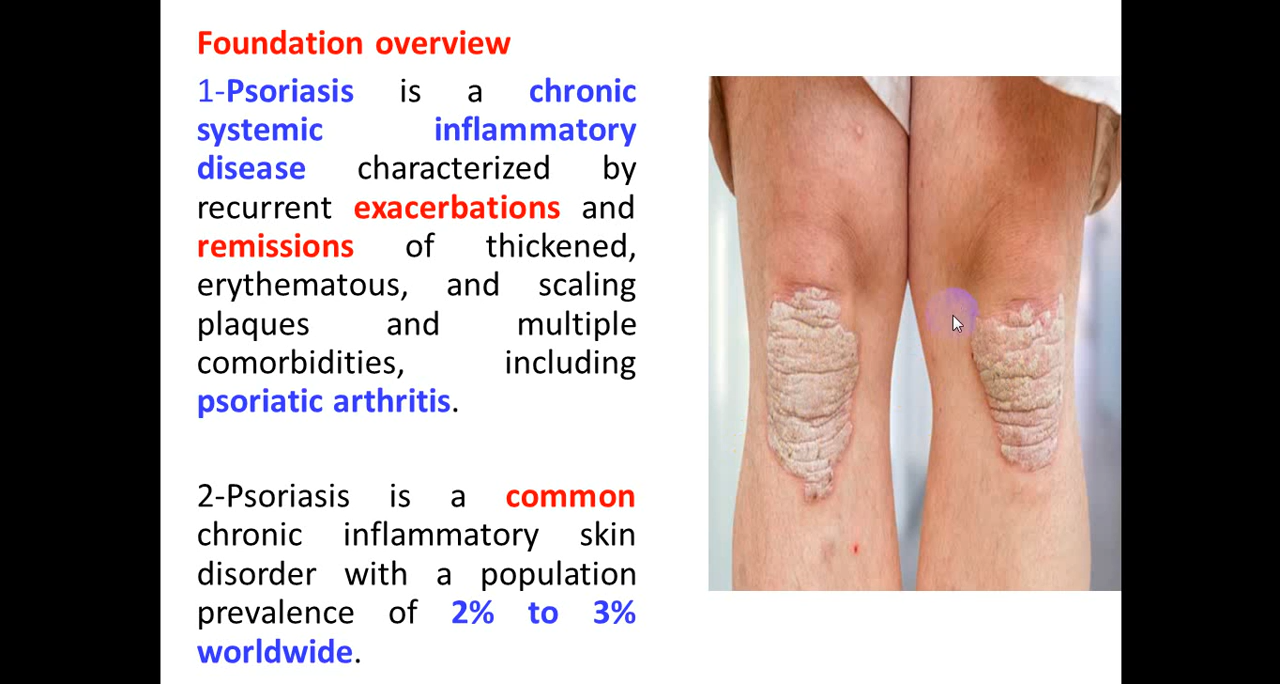 Foundation overview
1-Psoriasis is a chronic
systemic inflammatory
disease characterized by
recurrent exacerbations and
remissions of thickened,
erythematous, and scaling
plaques and multiple
comorbidities, including
psoriatic arthritis.
2-Psoriasis is a common
chronic inflammatory skin
disorder with a population
prevalence of 2% to 3%
worldwide.